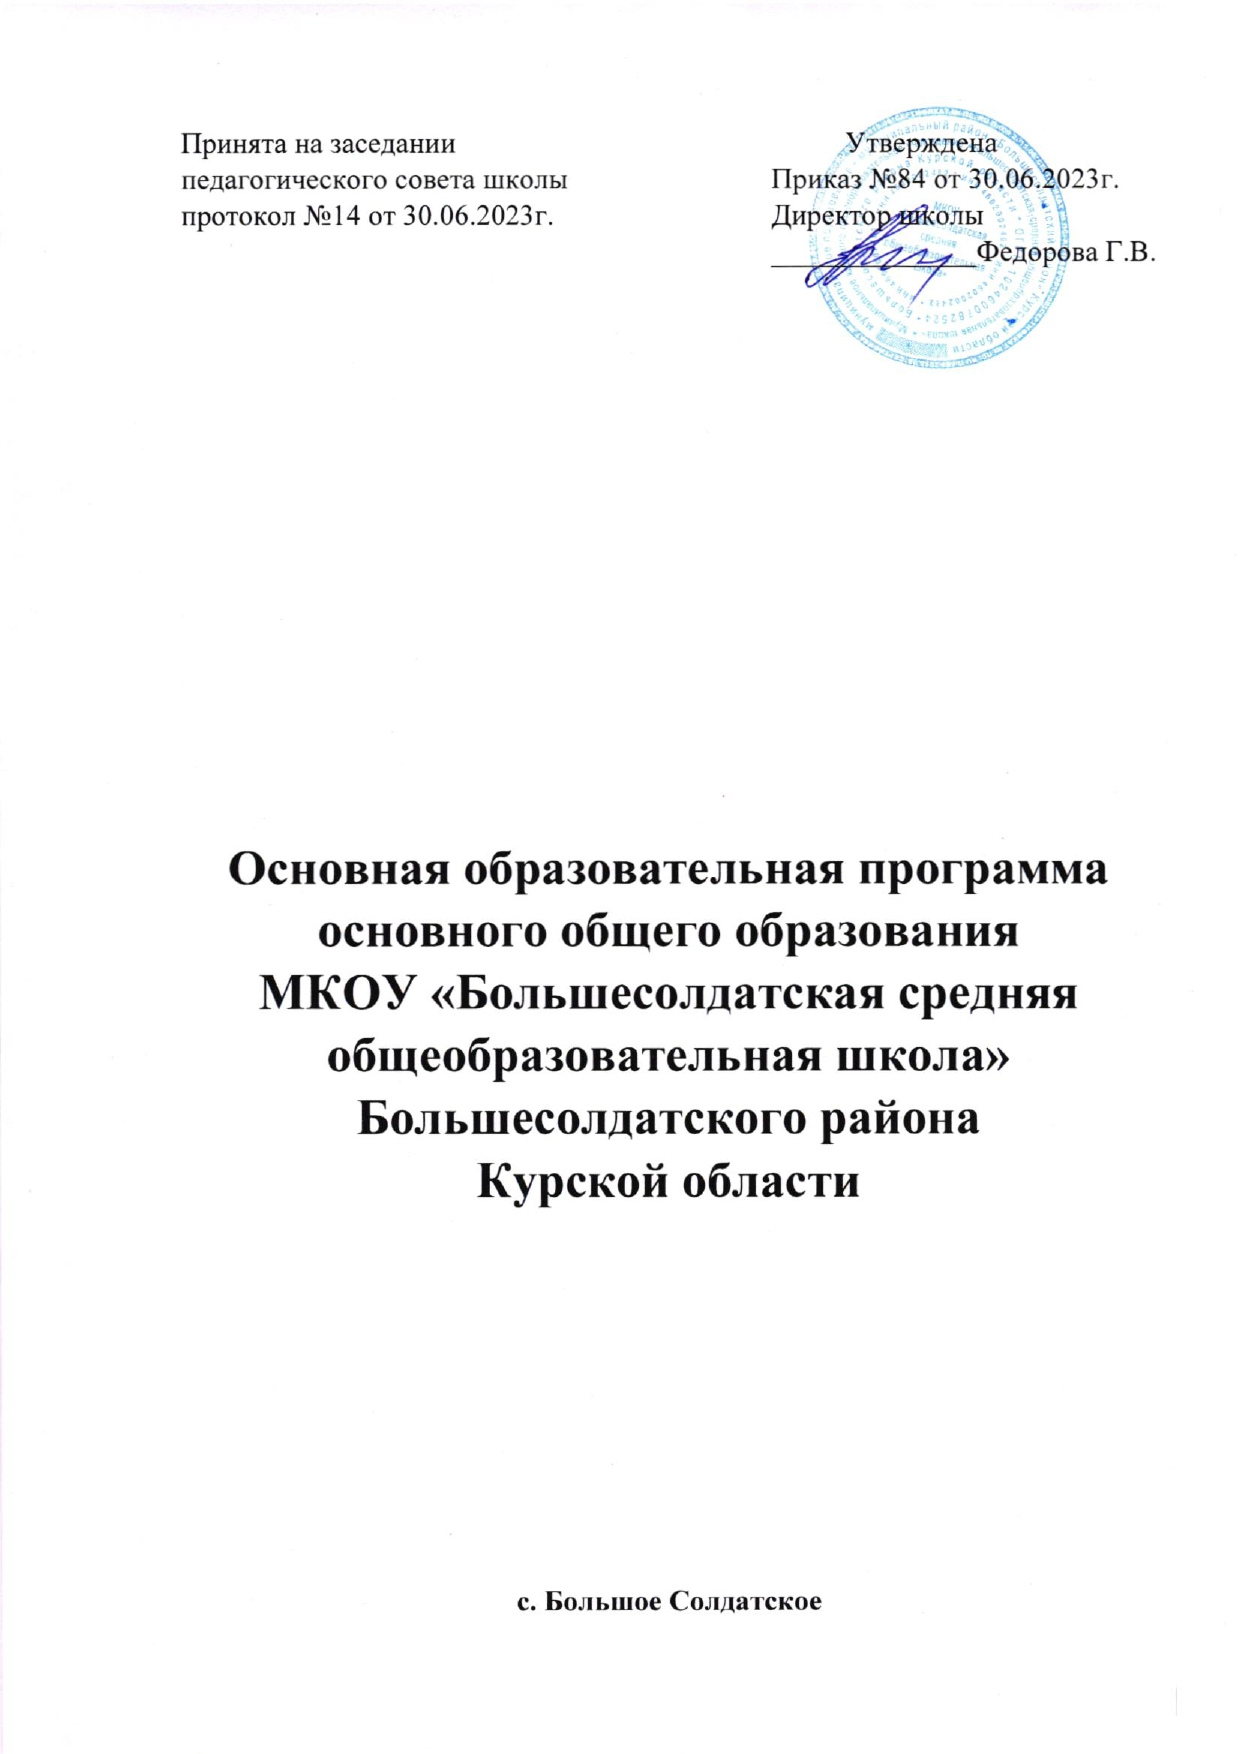 Принята на заседании
педагогического совета школы
протокол №14 от 30.06.2023г.
Утверждена
Приказ №84 от 30.06.2023г.
Директор школы
Федорова Г.В.
Основная образовательная программа
основного общего образования
МКОУ «Большесолдатская средняя
общеобразовательная школа»
Большесолдатского района
Курской области
с. Большое Солдатское